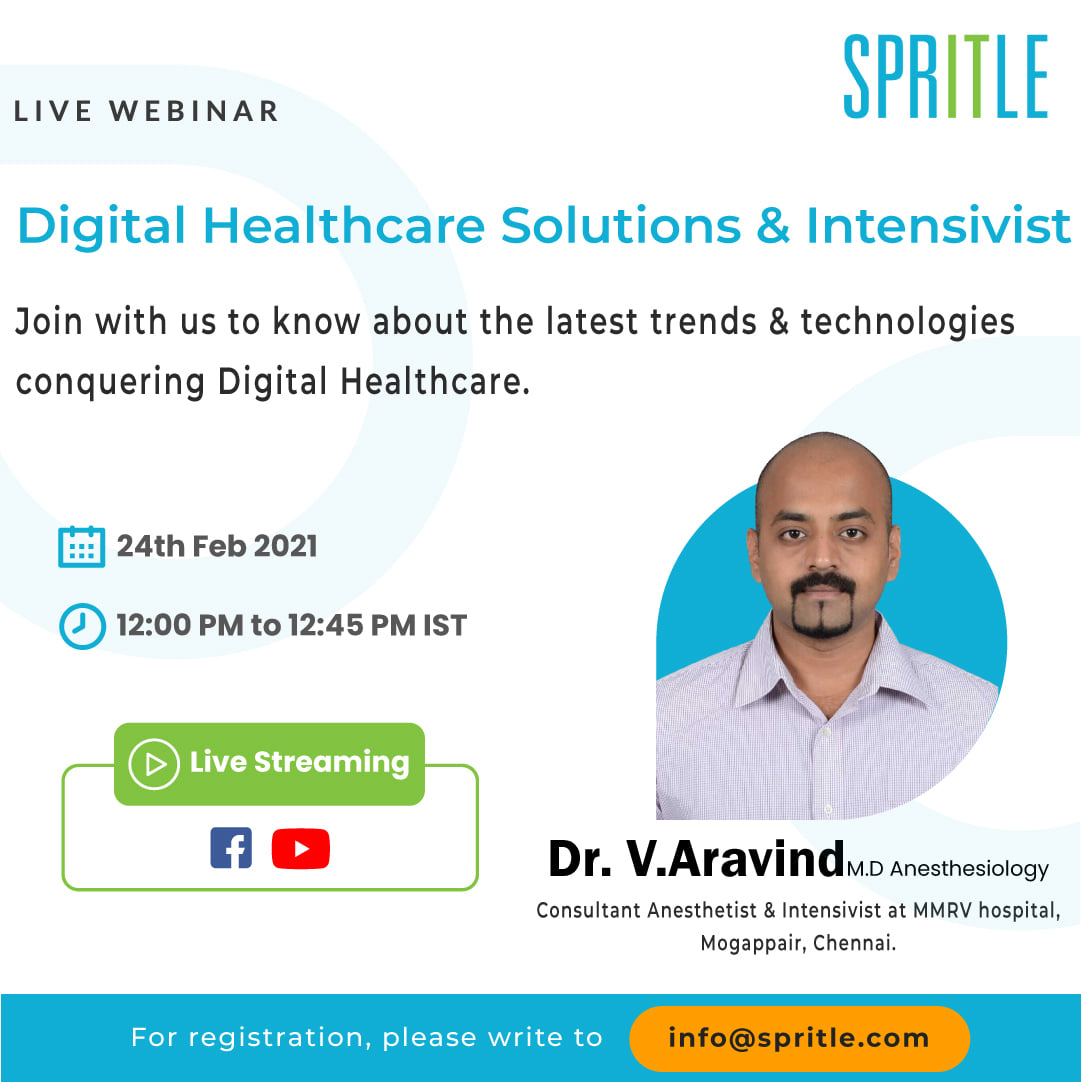 SPRITLE
LIVE WEBINAR
Digital Healthcare Solutions & Intensivist
Join with us to know about the latest trends & technologies
conquering Digital Healthcare.
24th Feb 2021
12:00 PM to 12:45 PM IST
Live Streaming
Dr. V.Aravind M.D Anesthesiology
Consultant Anesthetist & Intensivist at MMRV hospital,
Mogappair, Chennai.
For registration, please write to info@spritle.com